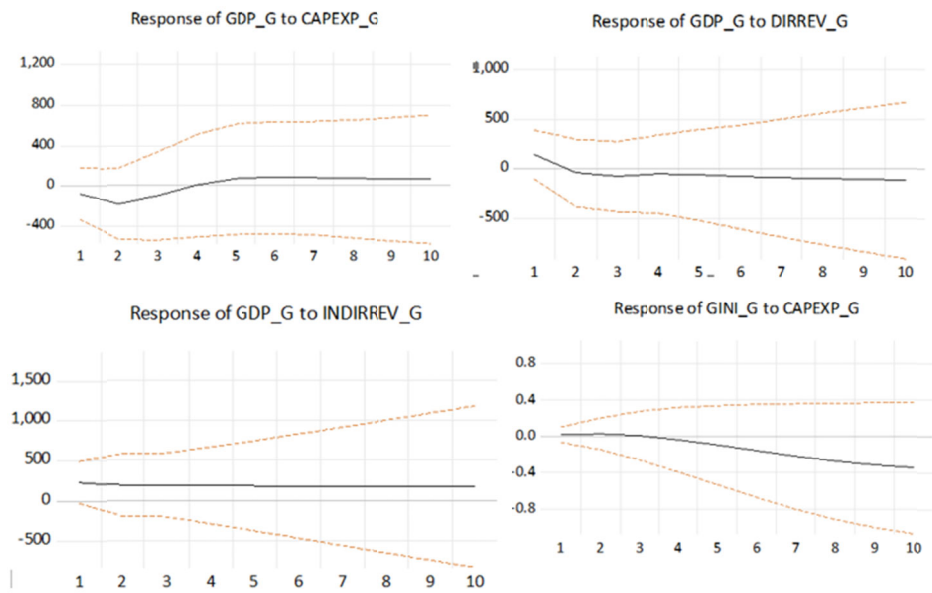 Response of GDP_G to CAPEXP_G
1,200
800
400
0
-400
1 2 3 4 5 6 7 8 9 10
Response of GDP_G to DIRREV_G
1,000
500
0
-500
1 2 3 4 5 6 7 8 9 10
Response of GDP_G to INDIRREV_G
1,500
1,000
500
0
-500
1 2 3 4 5 6 7 8 9 10
Response of GINI_G to CAPEXP_G
0.8
0.4
0.0
-0.4
-0.8
1 2 3 4 5 6 7 8 9 10